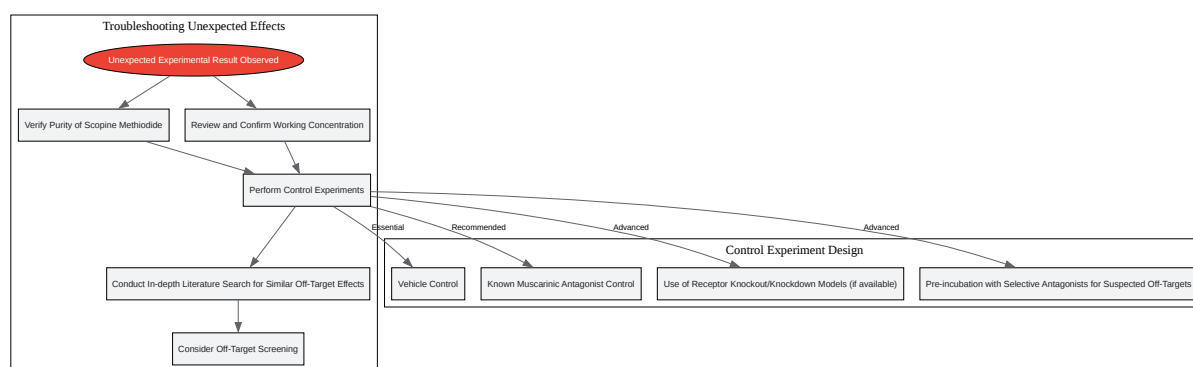 Troubleshooting Unexpected Effects
Unexpected Experimental Result Observed
Verify Purity of Scopine Methiodide
Review and Confirm Working Concentration
Perform Control Experiments
Essential
Recommended
Advanced
Advanced
Control Experiment Design
Conduct In-depth Literature Search for Similar Off-Target Effects
Vehicle Control
Known Muscarinic Antagonist Control
Use of Receptor Knockout/Knockdown Models (if available)
Pre-incubation with Selective Antagonists for Suspected Off-Targets
Consider Off-Target Screening